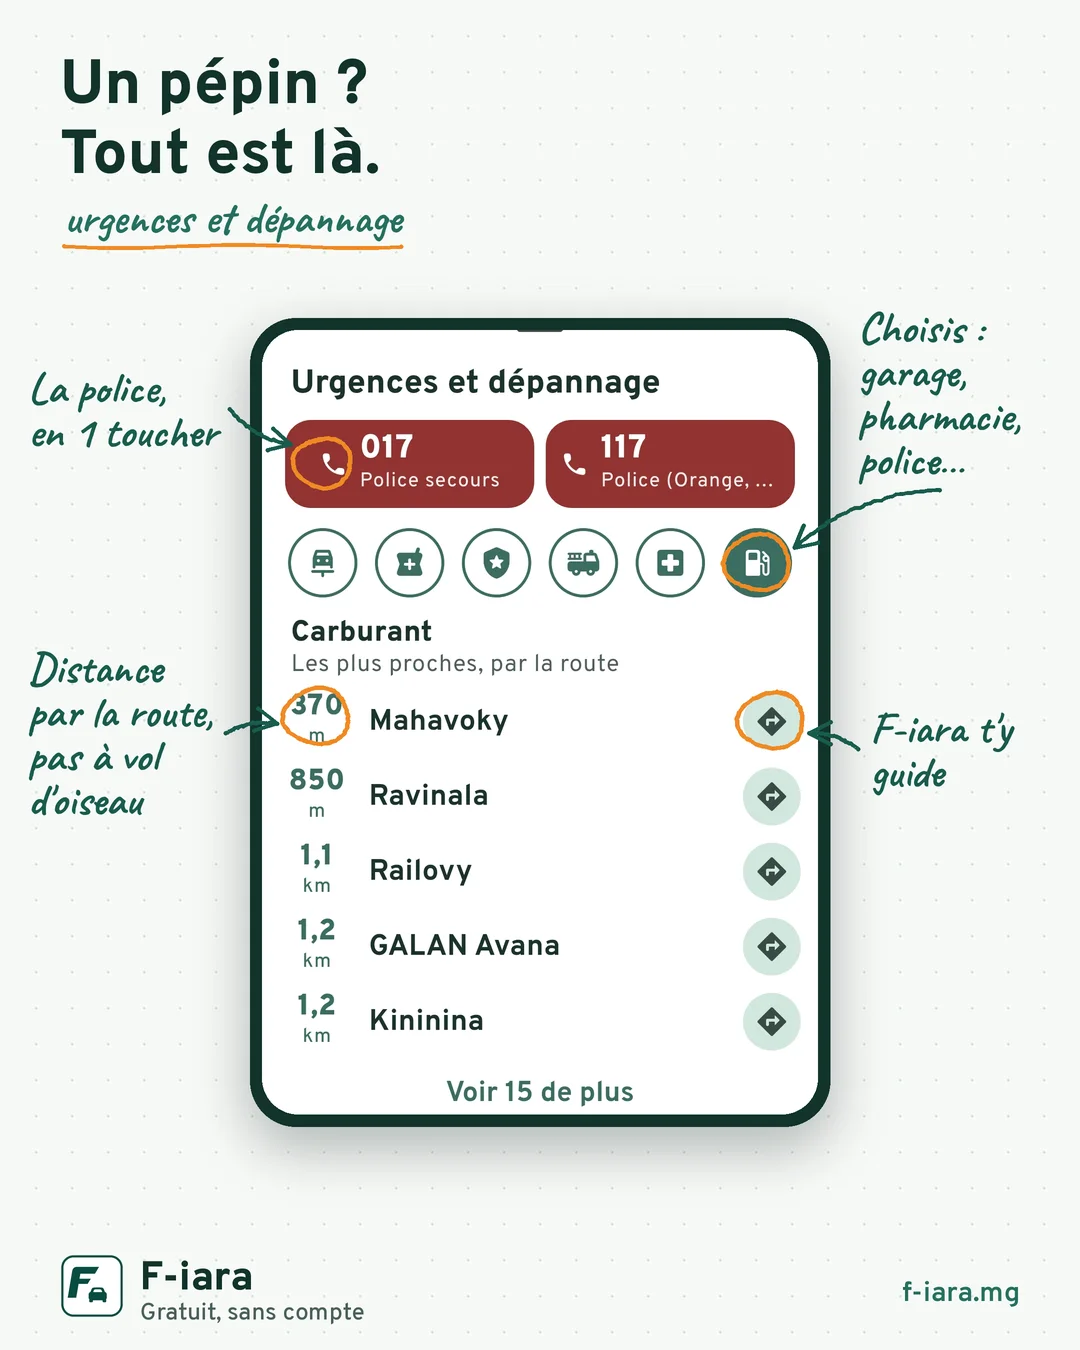 Un pépin ?
Tout est là.
urgences et dépannage
La police,
en 1 toucher
Choisis :
garage,
pharmacie,
police...
Urgences et dépannage
017
Police secours
117
Police (Orange, ...
Carburant
Les plus proches, par la route
Distance
par la route,
pas à vol
d'oiseau
370
m
Mahavoky
F-iara t'y
guide
850
m
Ravinala
1,1
km
Railovy
1,2
km
GALAN Avana
1,2
km
Kininina
Voir 15 de plus
F
F-iara
Gratuit, sans compte
f-iara.mg